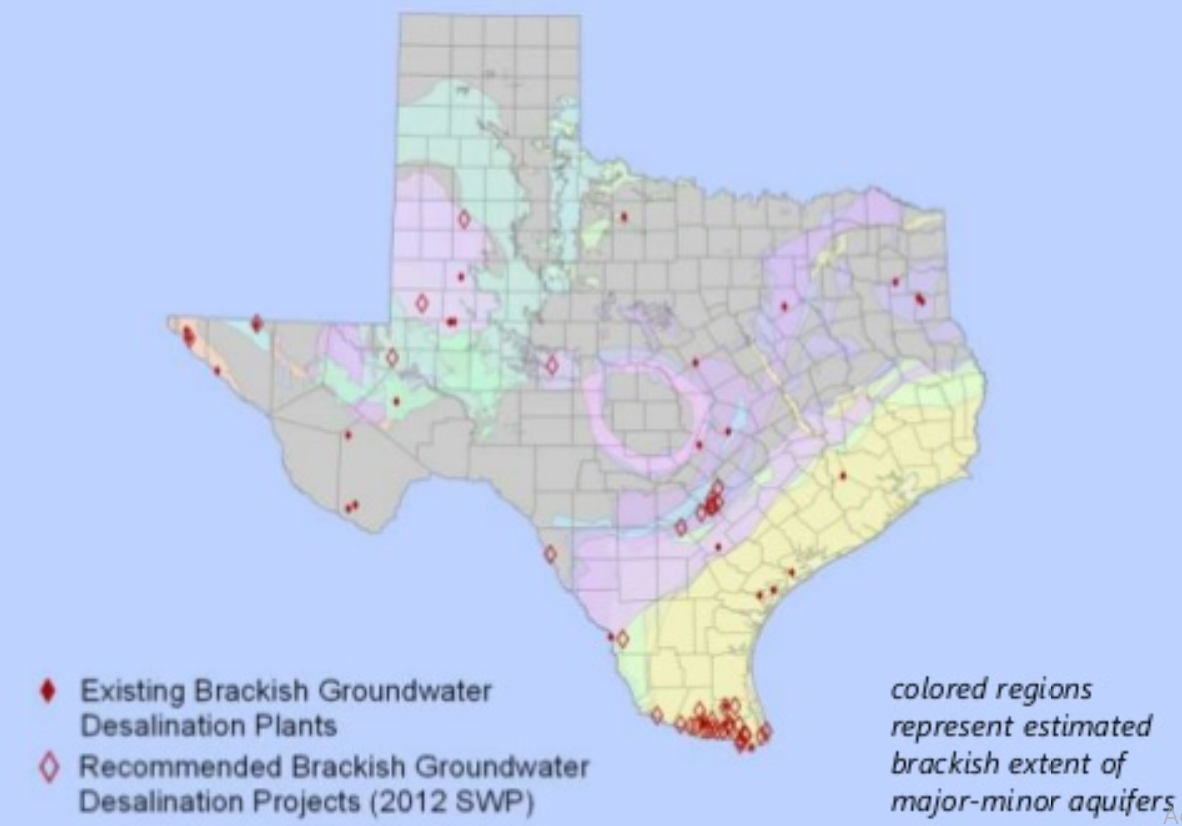 Existing Brackish Groundwater
Desalination Plants
Recommended Brackish Groundwater
Desalination Projects (2012 SWP)
colored regions
represent estimated
brackish extent of
major-minor aquifers